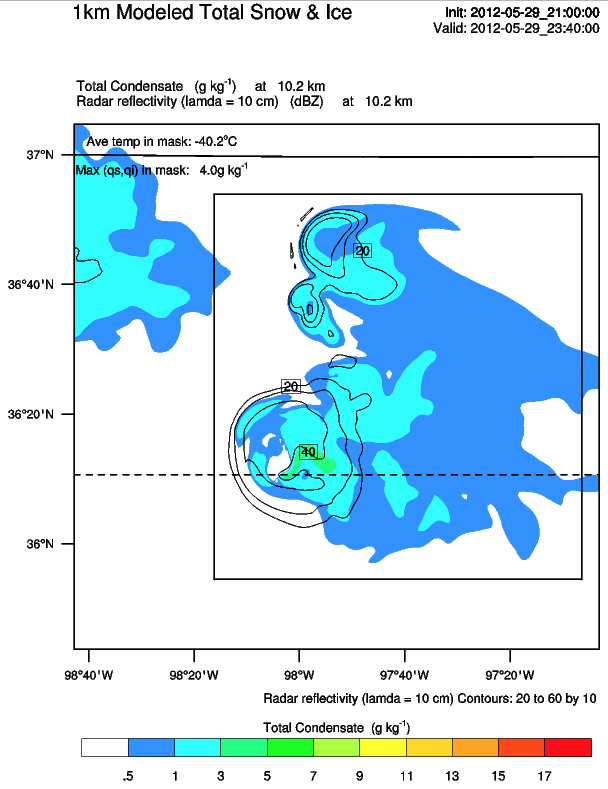 1km Modeled Total Snow & Ice
Init: 2012-05-29_21:00:00
Valid: 2012-05-29_23:40:00
Total Condensate (g kg⁻¹) at 10.2 km
Radar reflectivity (lamda = 10 cm) (dBZ) at 10.2 km
Ave temp in mask: -40.2°C
37°N
Max (qs,qi) in mask: 4.0g kg⁻¹
20
36°40'N
20
36°20'N
40
36°N
98°40'W 98°20'W 98°W 97°40'W 97°20'W
Radar reflectivity (lamda = 10 cm) Contours: 20 to 60 by 10
Total Condensate (g kg⁻¹)
.5 1 3 5 7 9 11 13 15 17